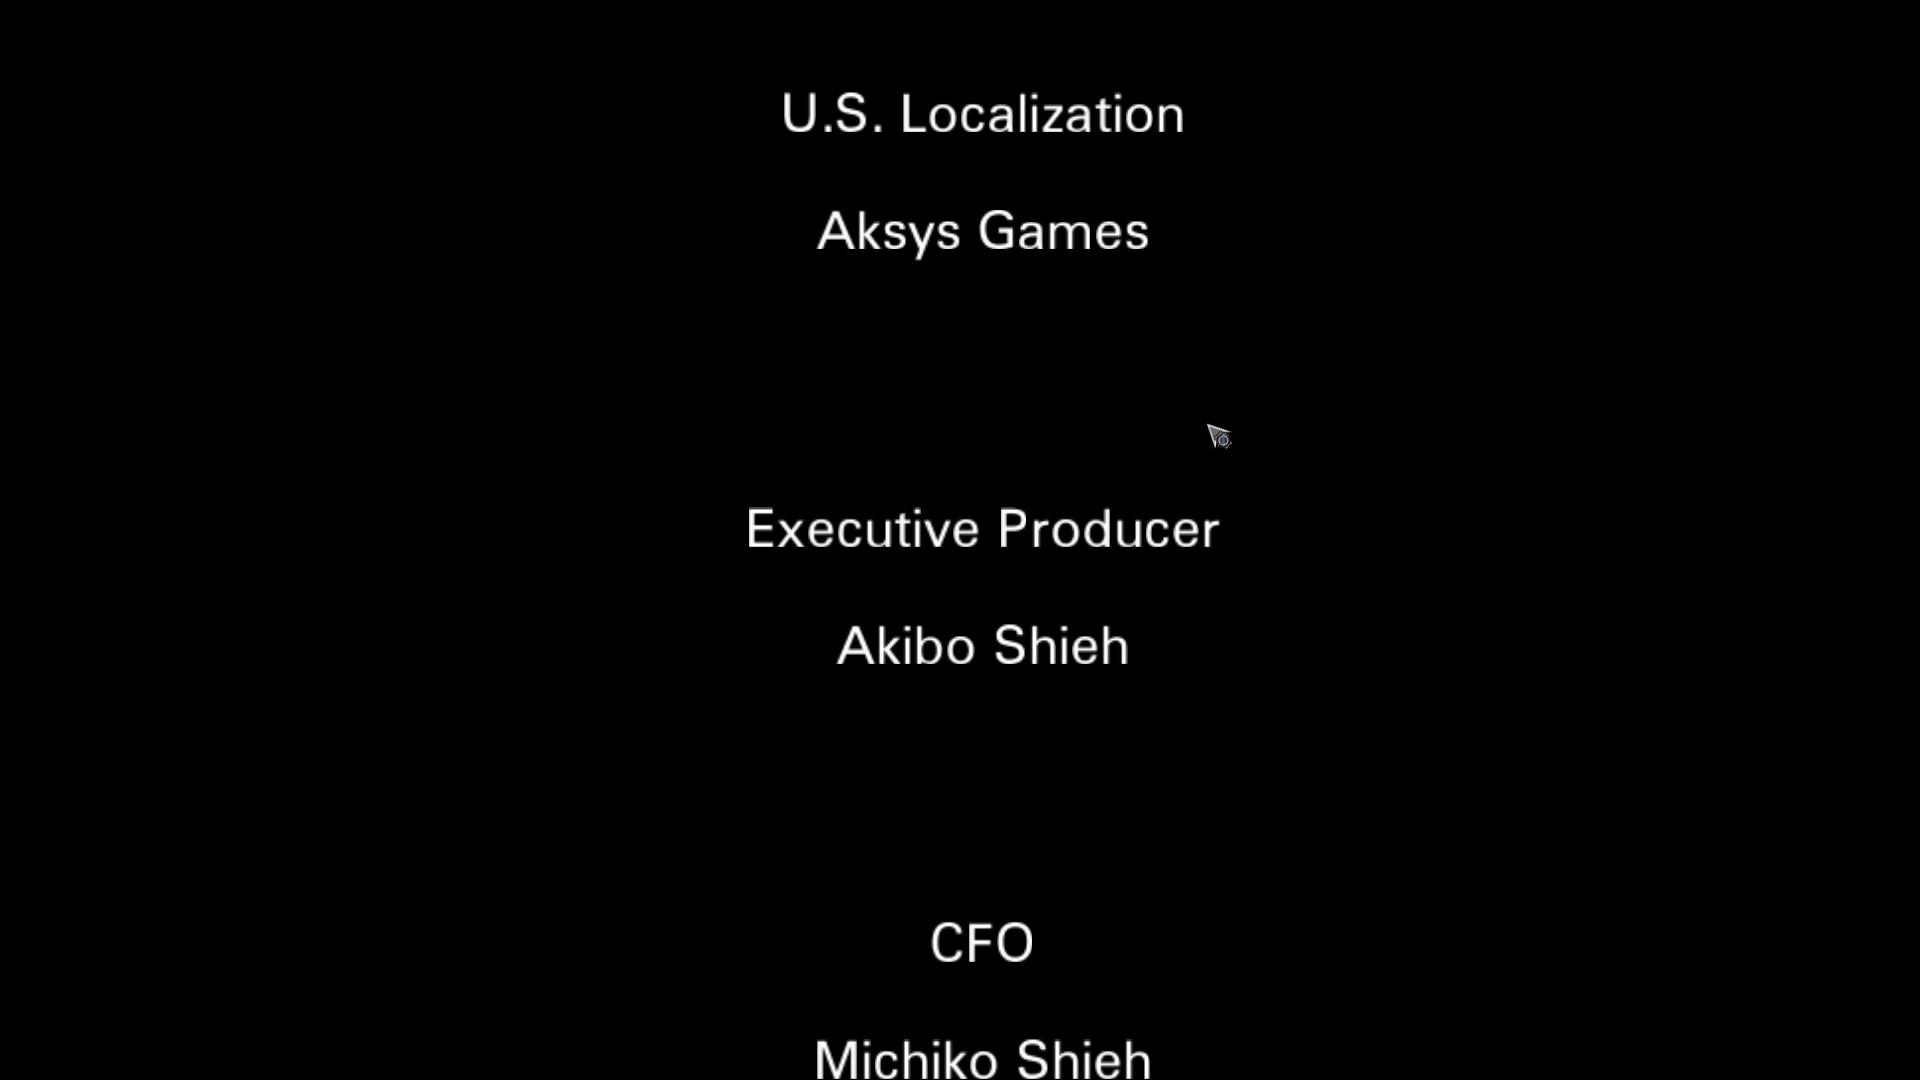 U.S. Localization
Aksys Games
Executive Producer
Akibo Shieh
CFO
Michiko Shieh